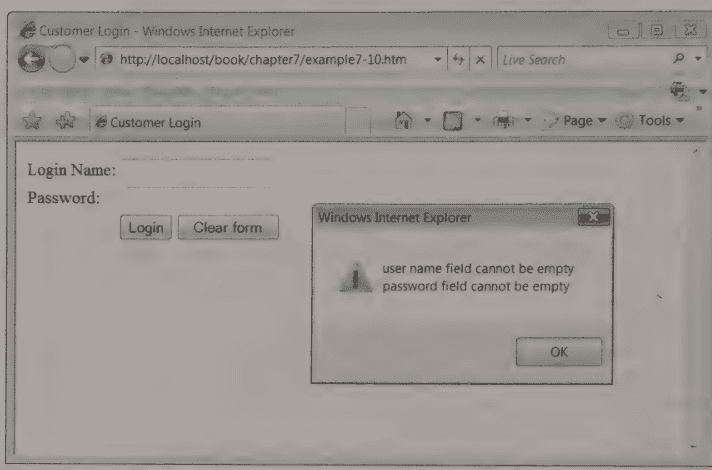 Customer Login - Windows Internet Explorer
http://localhost/book/chapter7/example7-10.htm
Live Search
Customer Login
Page
Tools
Login Name:
Password:
Login
Clear form
Windows Internet Explorer
user name field cannot be empty
password field cannot be empty
OK